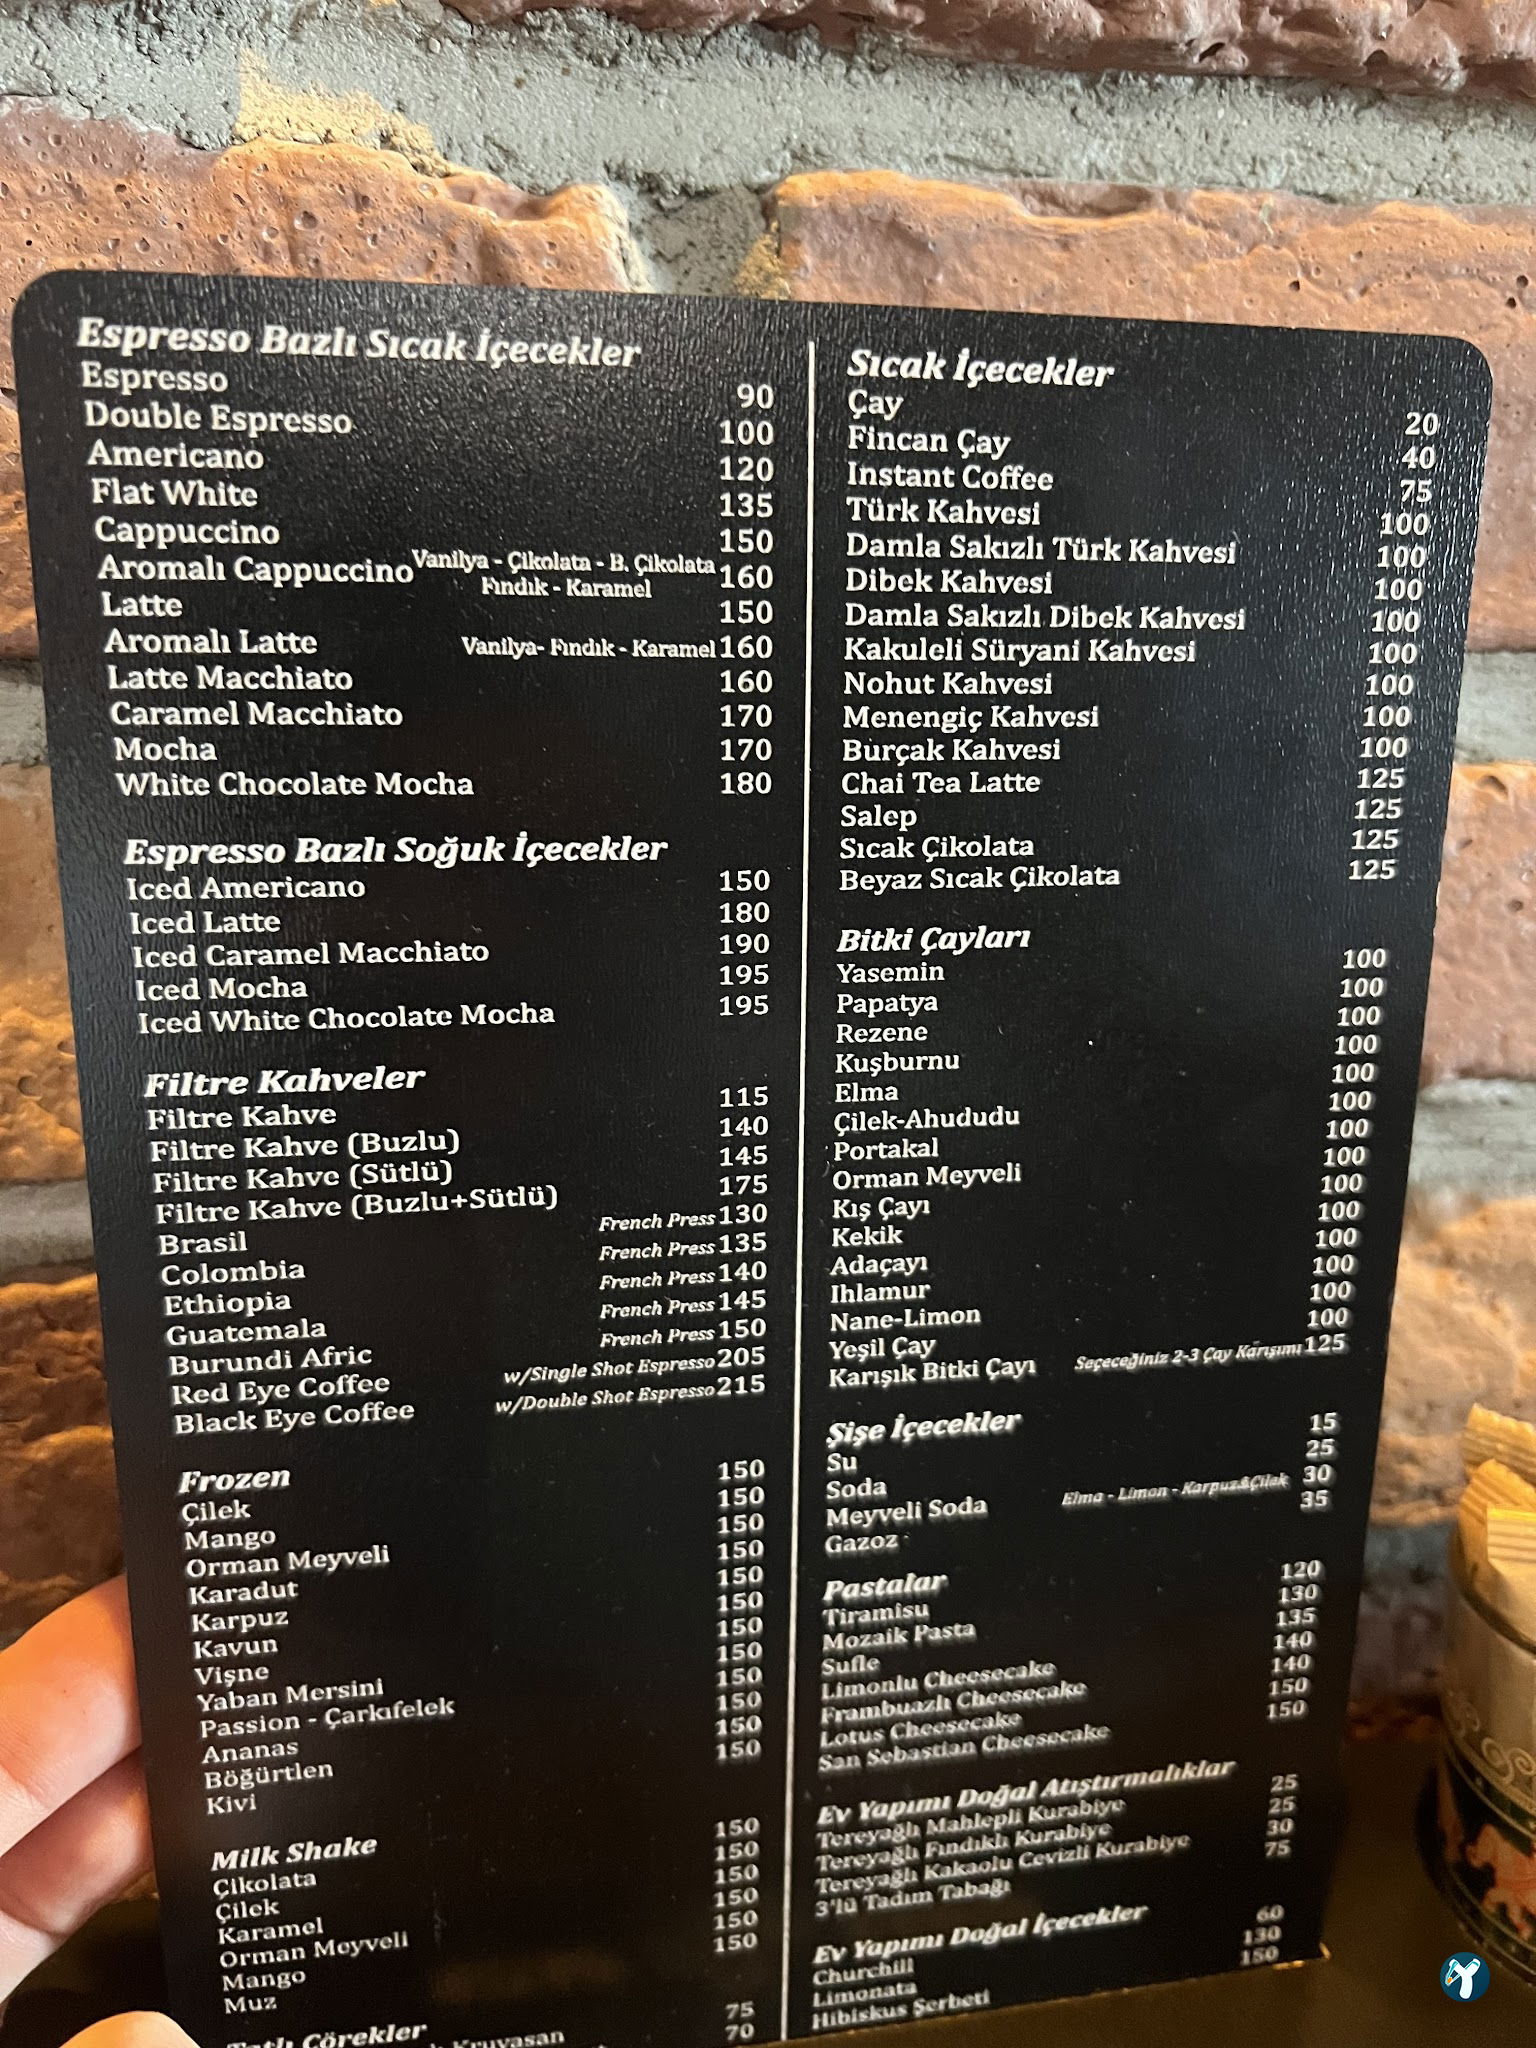 Espresso Bazlı Sıcak İçecekler
Espresso 90
Double Espresso 100
Americano 120
Flat White 135
Cappuccino 150
Aromalı Cappuccino Vanilya - Çikolata - B. Çikolata 160
Fındık - Karamel
Latte 150
Aromalı Latte Vanilya- Fındık - Karamel 160
Latte Macchiato 160
Caramel Macchiato 170
Mocha 170
White Chocolate Mocha 180
Espresso Bazlı Soğuk İçecekler
Iced Americano 150
Iced Latte 180
Iced Caramel Macchiato 190
Iced Mocha 195
Iced White Chocolate Mocha 195
Filtre Kahveler
Filtre Kahve 115
Filtre Kahve (Buzlu) 140
Filtre Kahve (Sütlü) 145
Filtre Kahve (Buzlu+Sütlü) 175
Brasil French Press 130
Colombia French Press 135
Ethiopia French Press 140
Guatemala French Press 145
Burundi Afric French Press 150
Red Eye Coffee w/Single Shot Espresso 205
Black Eye Coffee w/Double Shot Espresso 215
Frozen
Çilek 150
Mango 150
Orman Meyveli 150
Karadut 150
Karpuz 150
Kavun 150
Vişne 150
Yaban Mersini 150
Passion - Çarkıfelek 150
Ananas 150
Böğürtlen 150
Kivi 150
Milk Shake
Çikolata 150
Çilek 150
Karamel 150
Orman Meyveli 150
Mango 150
Muz 150
Tatlı Çörekler
Kruvasan 75
70
Sıcak İçecekler
Çay 20
Fincan Çay 40
Instant Coffee 75
Türk Kahvesi 100
Damla Sakızlı Türk Kahvesi 100
Dibek Kahvesi 100
Damla Sakızlı Dibek Kahvesi 100
Kakuleli Süryani Kahvesi 100
Nohut Kahvesi 100
Menengiç Kahvesi 100
Burçak Kahvesi 100
Chai Tea Latte 125
Salep 125
Sıcak Çikolata 125
Beyaz Sıcak Çikolata 125
Bitki Çayları
Yasemin 100
Papatya 100
Rezene 100
Kuşburnu 100
Elma 100
Çilek-Ahududu 100
Portakal 100
Orman Meyveli 100
Kış Çayı 100
Kekik 100
Adaçayı 100
Ihlamur 100
Nane-Limon 100
Yeşil Çay 100
Karışık Bitki Çayı Seçeceğiniz 2-3 Çay Karışımı 125
Şişe İçecekler
Su 15
Soda 25
Meyveli Soda Elma - Limon - Karpuz&Çilek 30
Gazoz 35
Pastalar
Tiramisu 120
Mozaik Pasta 130
Sufle 135
Limonlu Cheesecake 140
Frambuazlı Cheesecake 140
Lotus Cheesecake 150
San Sebastian Cheesecake 150
Ev Yapımı Doğal Atıştırmalıklar
Tereyağlı Mahlepli Kurabiye 25
Tereyağlı Fındıklı Kurabiye 25
Tereyağlı Kakaolu Cevizli Kurabiye 30
3'lü Tadım Tabağı 75
Ev Yapımı Doğal İçecekler
Churchill 60
Limonata 130
Hibiskus Şerbeti 150